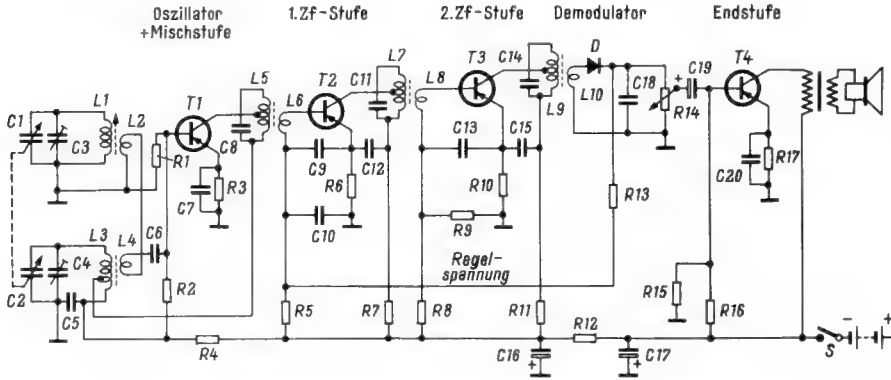 Oszillator
+Mischstufe
1.Zf-Stufe
2.Zf-Stufe
Demodulator
Endstufe
L7
T3
C14
D
T4
L5
T2
C11
L8
C18
C19
L1
T1
L6
L9
L10
+
R14
C1
L2
C3
R1
C8
C13
C15
C9
C12
R17
C7
R3
R6
R10
C20
R13
L3
L4
C6
C10
R9
C4
Regel-
spannung
C2
R2
R15
C5
R5
R7
R8
R11
R16
R4
R12
- +
S
C16
+
C17
+